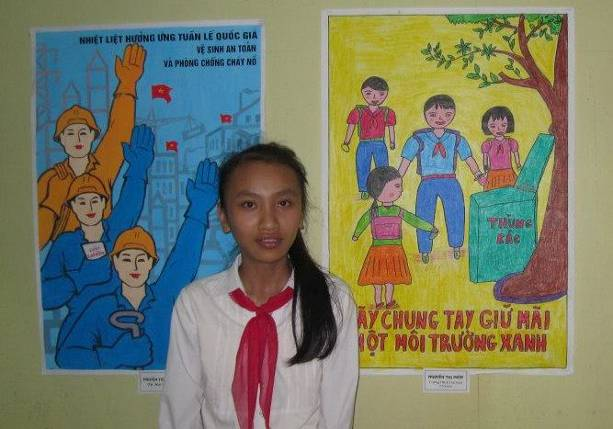 NHIỆT LIỆT HƯỞNG ỨNG TUẦN LỄ QUỐC GIA
VỆ SINH AN TOÀN
VÀ PHÒNG CHỐNG CHÁY NỔ
THÙNG
RÁC
ÃY CHUNG TAY GIỮ MÃI
MỘT MÔI TRƯỜNG XANH